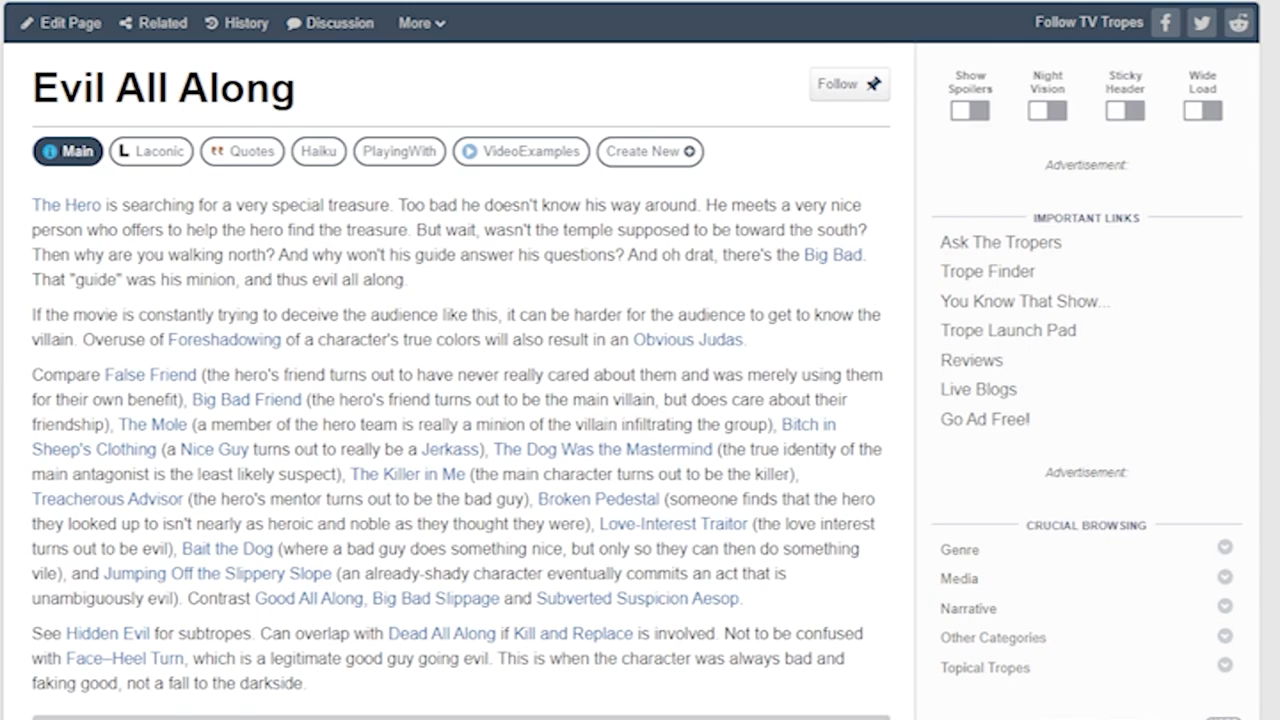 Edit Page Related History Discussion More Follow TV Tropes
Evil All Along
Follow
Main Laconic Quotes Haiku PlayingWith VideoExamples Create New
The Hero is searching for a very special treasure. Too bad he doesn't know his way around. He meets a very nice
person who offers to help the hero find the treasure. But wait, wasn't the temple supposed to be toward the south?
Then why are you walking north? And why won't his guide answer his questions? And oh drat, there's the Big Bad.
That "guide" was his minion, and thus evil all along.
If the movie is constantly trying to deceive the audience like this, it can be harder for the audience to get to know the
villain. Overuse of Foreshadowing of a character's true colors will also result in an Obvious Judas.
Compare False Friend (the hero's friend turns out to have never really cared about them and was merely using them
for their own benefit), Big Bad Friend (the hero's friend turns out to be the main villain, but does care about their
friendship), The Mole (a member of the hero team is really a minion of the villain infiltrating the group), Bitch in
Sheep's Clothing (a Nice Guy turns out to really be a Jerkass), The Dog Was the Mastermind (the true identity of the
main antagonist is the least likely suspect), The Killer in Me (the main character turns out to be the killer),
Treacherous Advisor (the hero's mentor turns out to be the bad guy), Broken Pedestal (someone finds that the hero
they looked up to isn't nearly as heroic and noble as they thought they were), Love-Interest Traitor (the love interest
turns out to be evil), Bait the Dog (where a bad guy does something nice, but only so they can then do something
vile), and Jumping Off the Slippery Slope (an already-shady character eventually commits an act that is
unambiguously evil). Contrast Good All Along, Big Bad Slippage and Subverted Suspicion Aesop.
See Hidden Evil for subtropes. Can overlap with Dead All Along if Kill and Replace is involved. Not to be confused
with Face–Heel Turn, which is a legitimate good guy going evil. This is when the character was always bad and
faking good, not a fall to the darkside.
Show Spoilers
Night Vision
Sticky Header
Wide Load
Advertisement:
IMPORTANT LINKS
Ask The Tropers
Trope Finder
You Know That Show...
Trope Launch Pad
Reviews
Live Blogs
Go Ad Free!
Advertisement:
CRUCIAL BROWSING
Genre
Media
Narrative
Other Categories
Topical Tropes